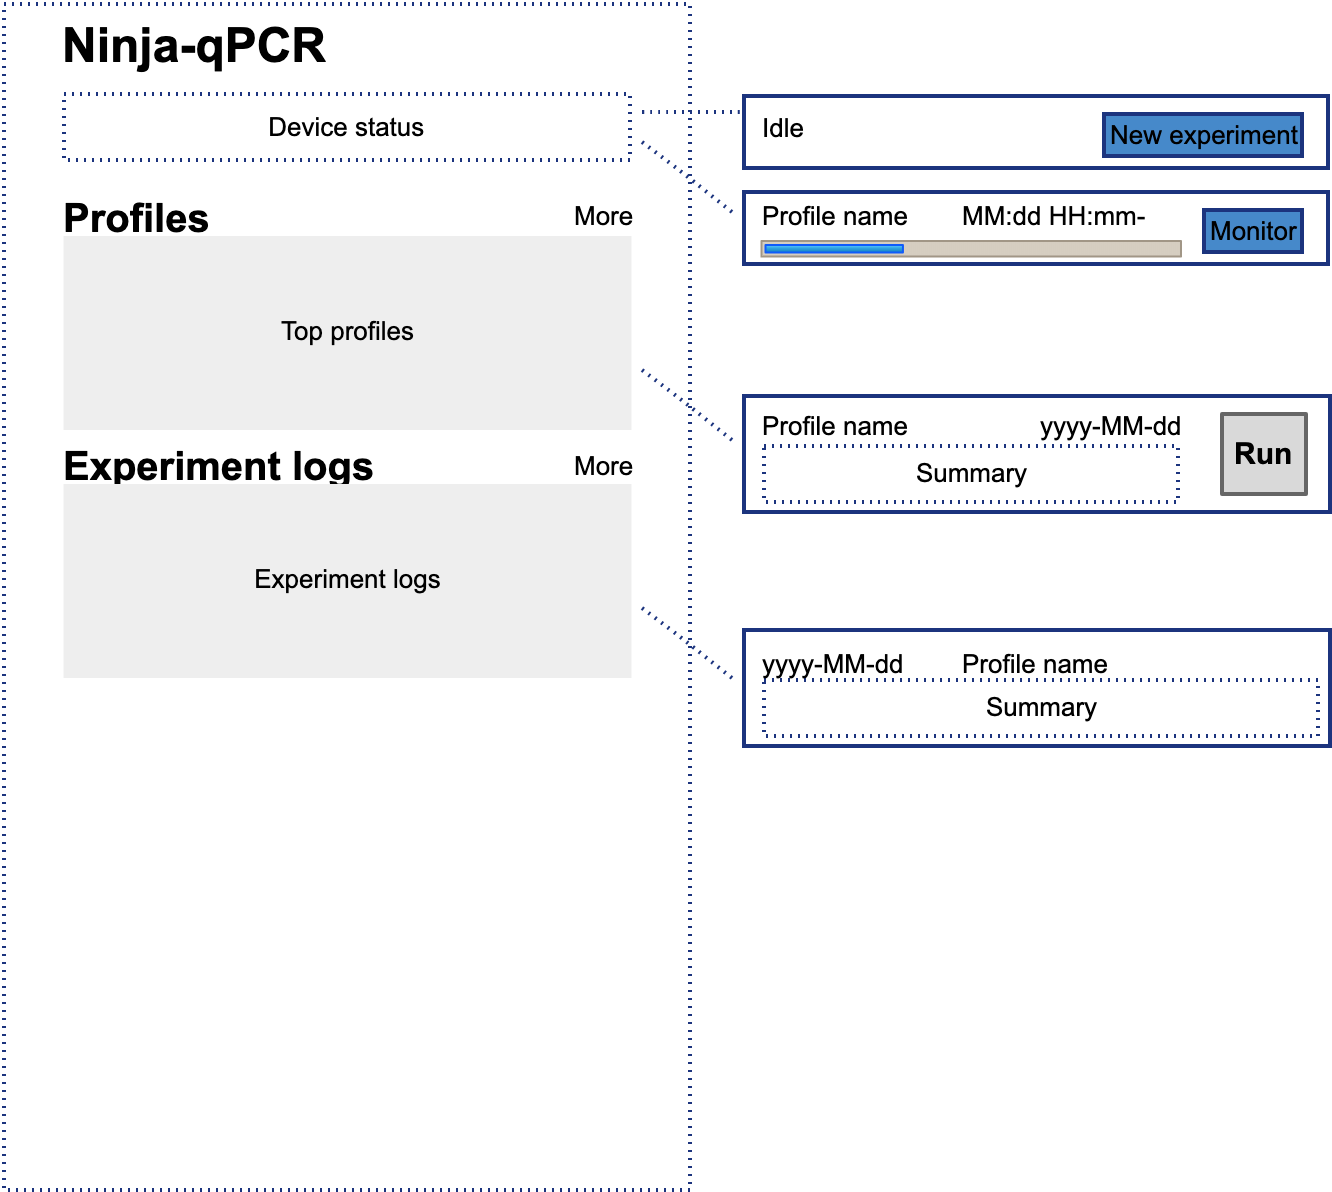 Ninja-qPCR
Device status
Profiles
More
Top profiles
Experiment logs
More
Experiment logs
Idle
New experiment
Profile name
MM:dd HH:mm-
Monitor
Profile name
yyyy-MM-dd
Run
Summary
yyyy-MM-dd
Profile name
Summary